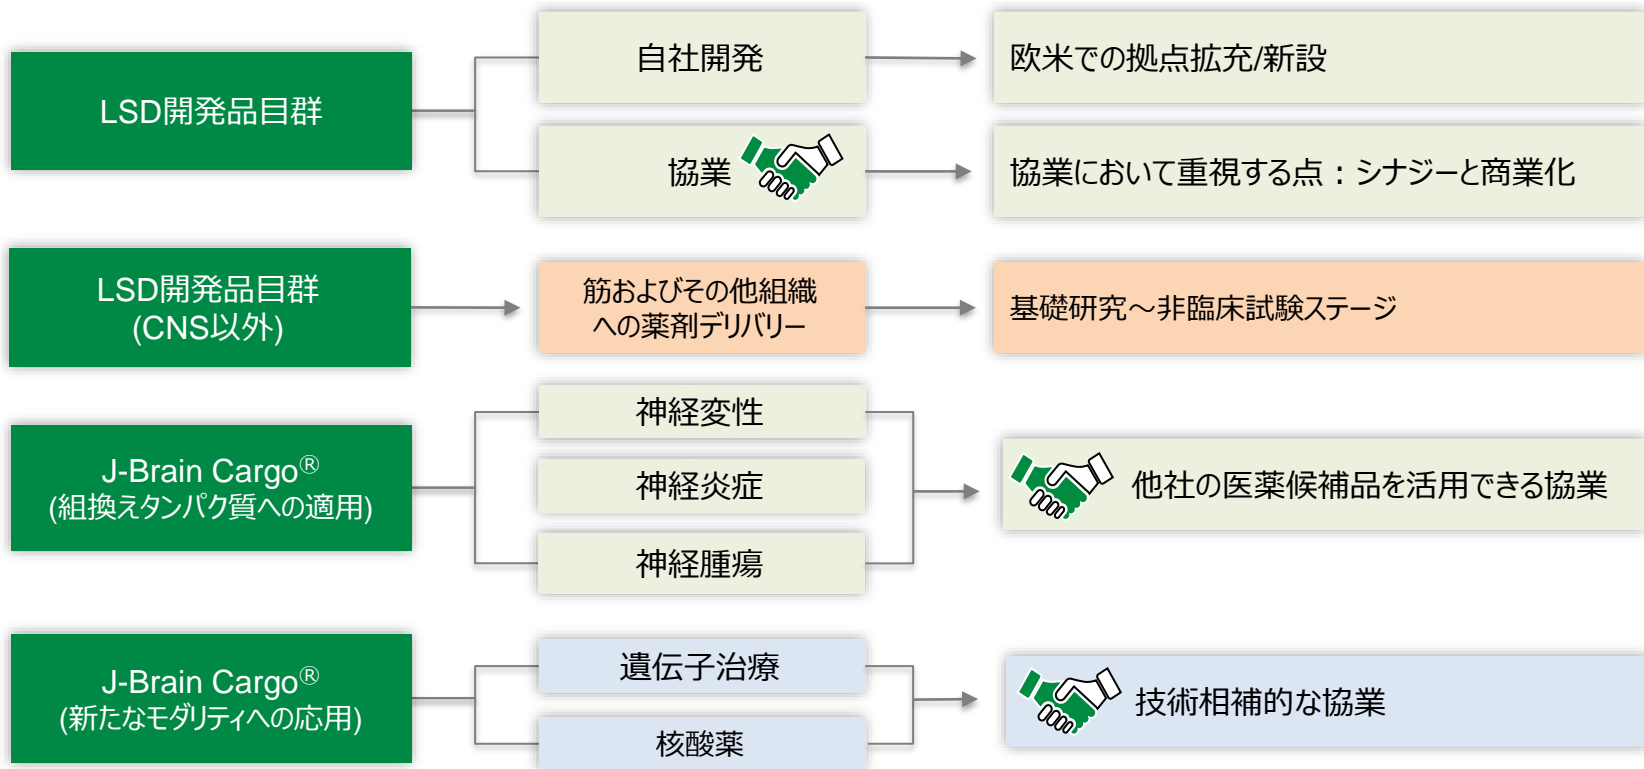 LSD開発品目群
自社開発
欧米での拠点拡充/新設
協業
協業において重視する点：シナジーと商業化
LSD開発品目群
(CNS以外)
筋およびその他組織
への薬剤デリバリー
基礎研究～非臨床試験ステージ
J-Brain Cargo®
(組換えタンパク質への適用)
神経変性
神経炎症
神経腫瘍
他社の医薬候補品を活用できる協業
J-Brain Cargo®
(新たなモダリティへの応用)
遺伝子治療
核酸薬
技術相補的な協業